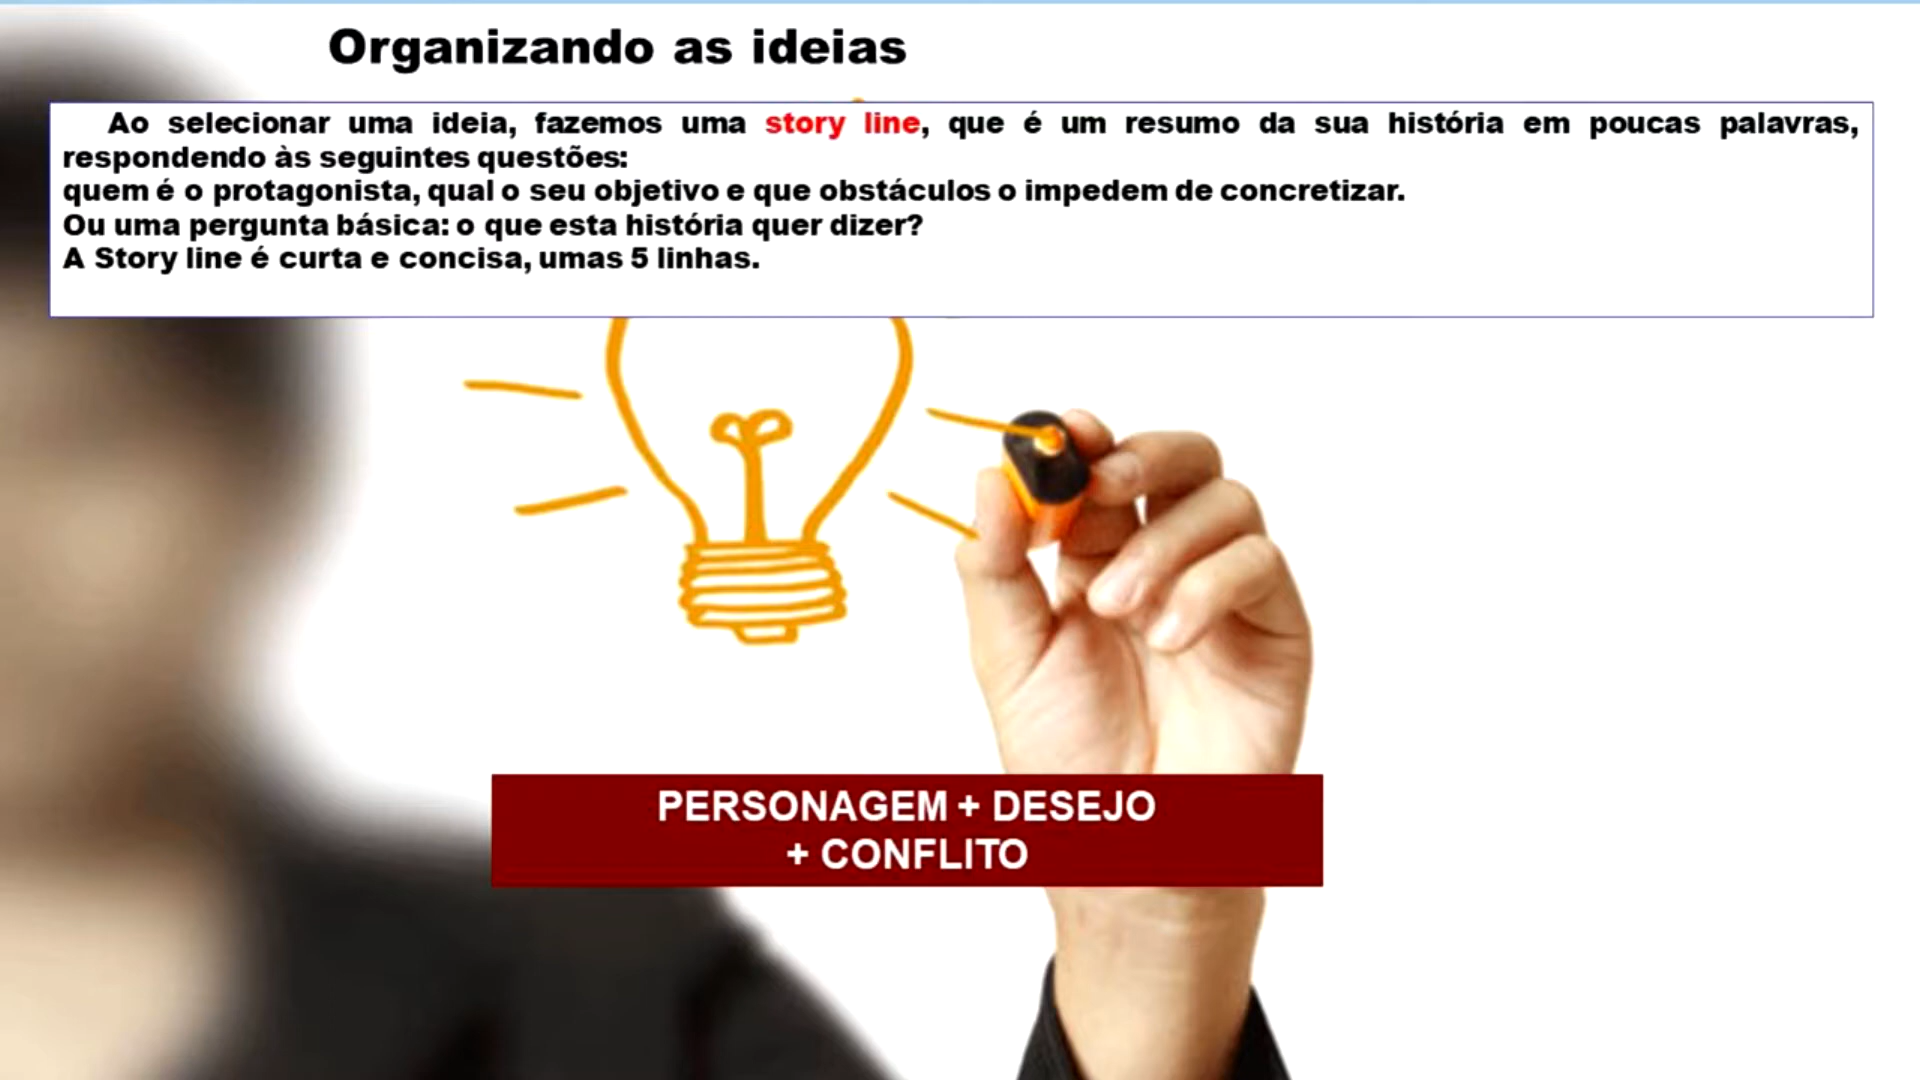 Organizando as ideias
Ao selecionar uma ideia, fazemos uma story line, que é um resumo da sua história em poucas palavras,
respondendo às seguintes questões:
quem é o protagonista, qual o seu objetivo e que obstáculos o impedem de concretizar.
Ou uma pergunta básica: o que esta história quer dizer?
A Story line é curta e concisa, umas 5 linhas.
PERSONAGEM + DESEJO
+ CONFLITO